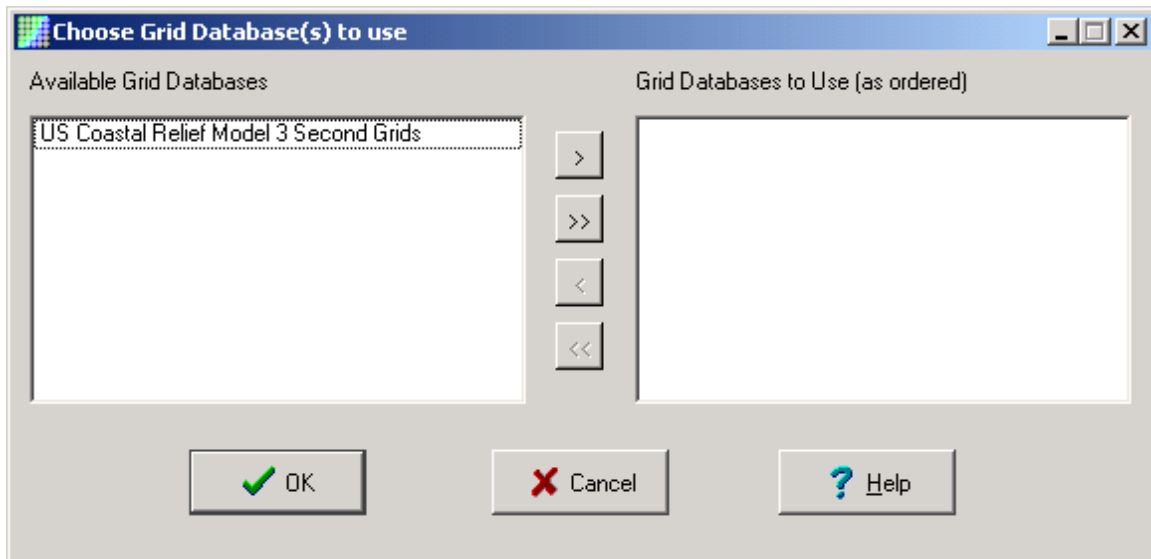 Choose Grid Database(s) to use
Available Grid Databases
Grid Databases to Use (as ordered)
US Coastal Relief Model 3 Second Grids
>
>>
<
<<
OK
Cancel
? Help